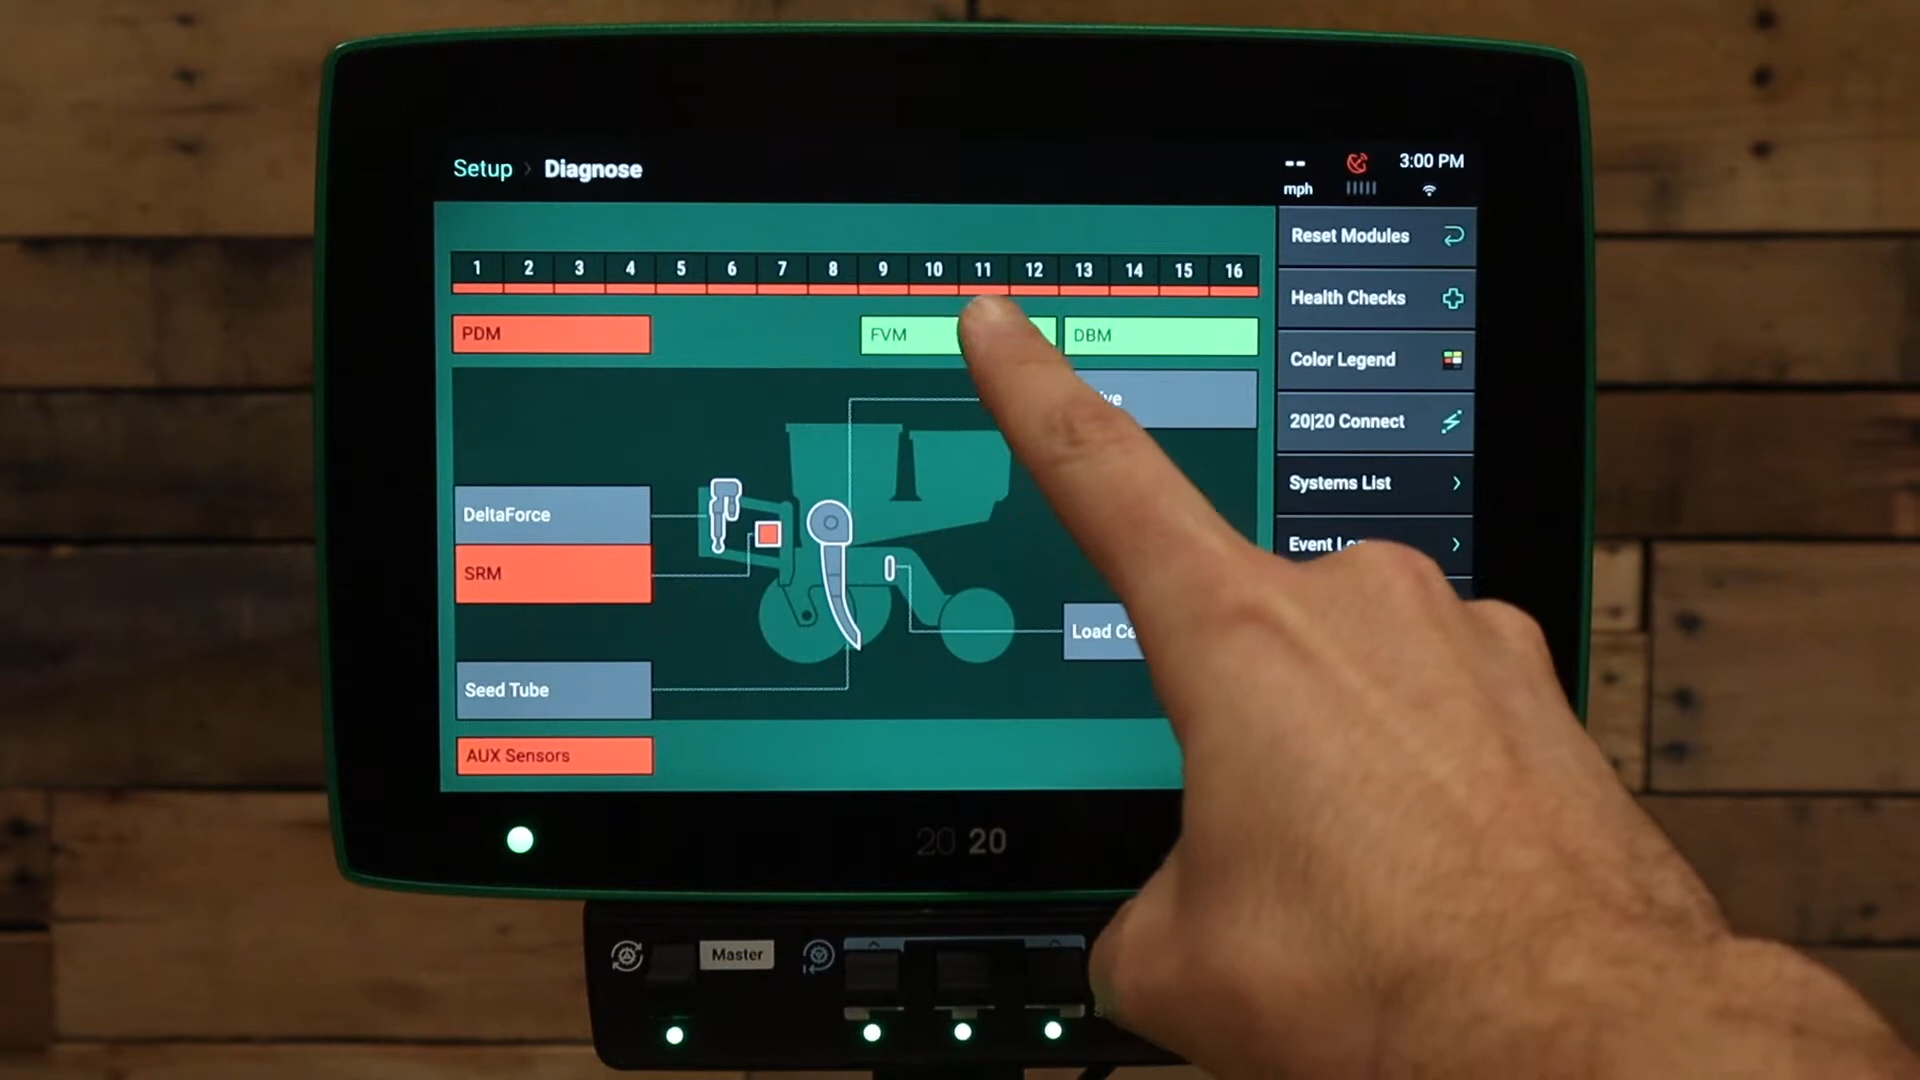 Setup > Diagnose
-- mph
3:00 PM
1 2 3 4 5 6 7 8 9 10 11 12 13 14 15 16
PDM
FVM
DBM
DeltaForce
SRM
Seed Tube
AUX Sensors
Load
Reset Modules
Health Checks
Color Legend
20|20 Connect
Systems List
Event
20 20
Master